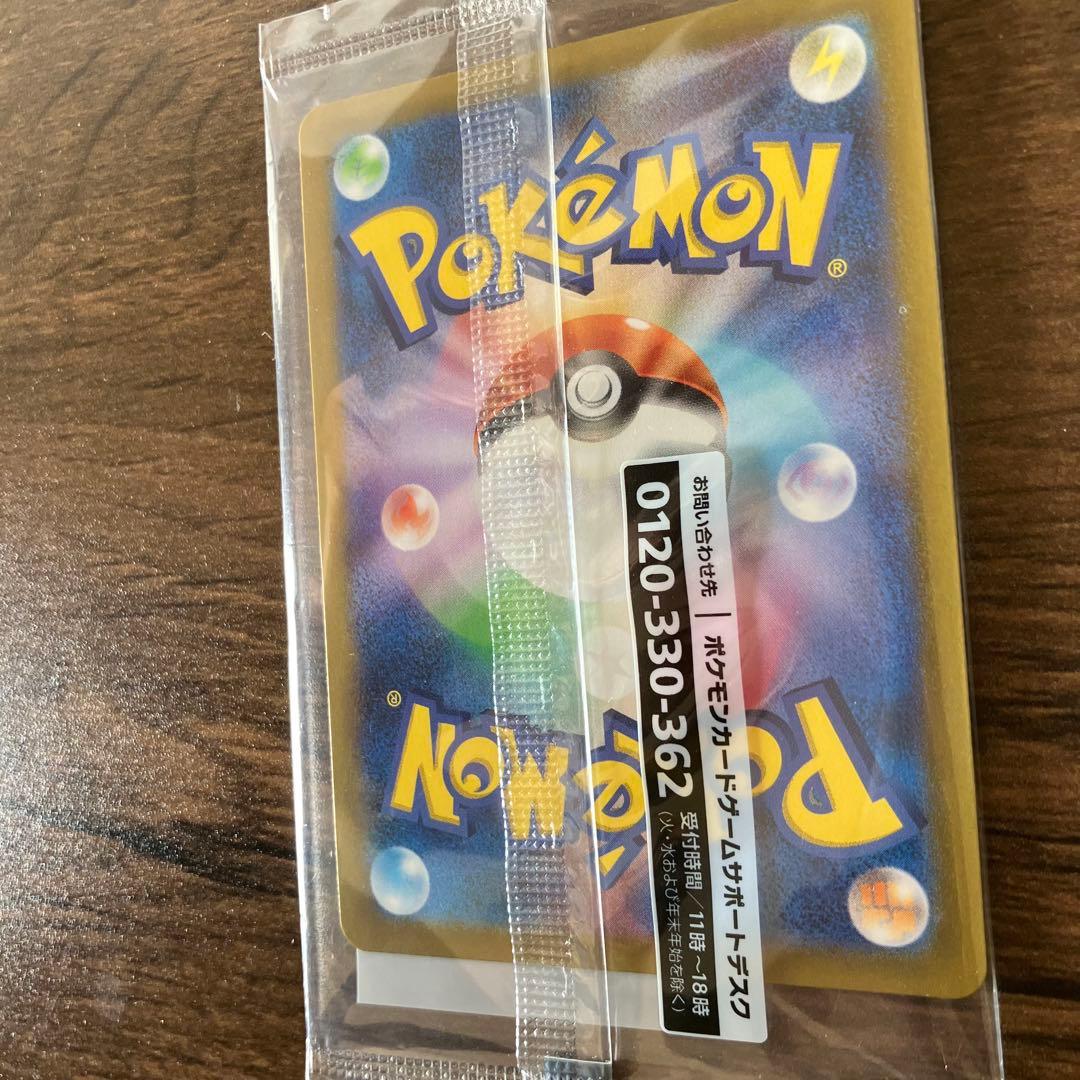 POKéMON
®
お問い合わせ先 | ポケモンカードゲームサポートデスク
0120-330-362 受付時間/11時~18時
(火・水および年末年始を除く)
POKéMON
®